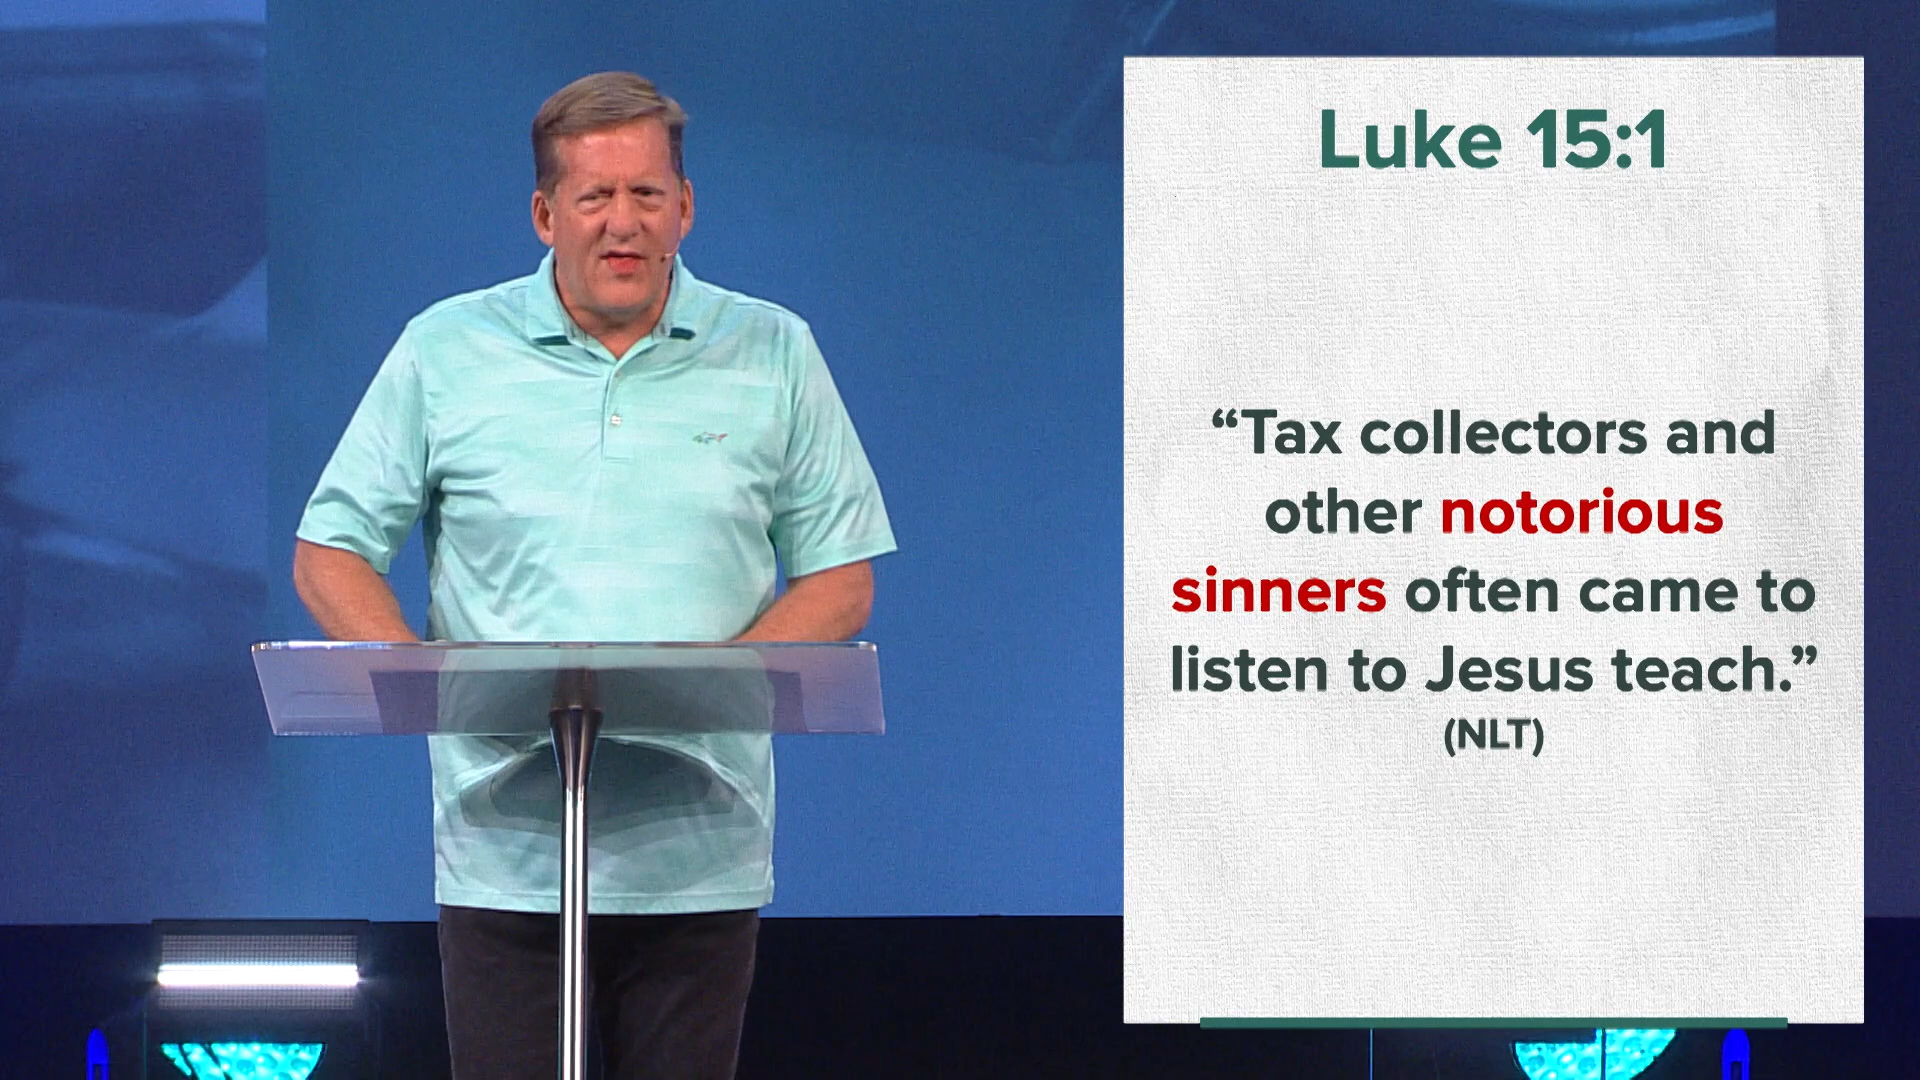 Luke 15:1
“Tax collectors and
other notorious
sinners often came to
listen to Jesus teach.”
(NLT)